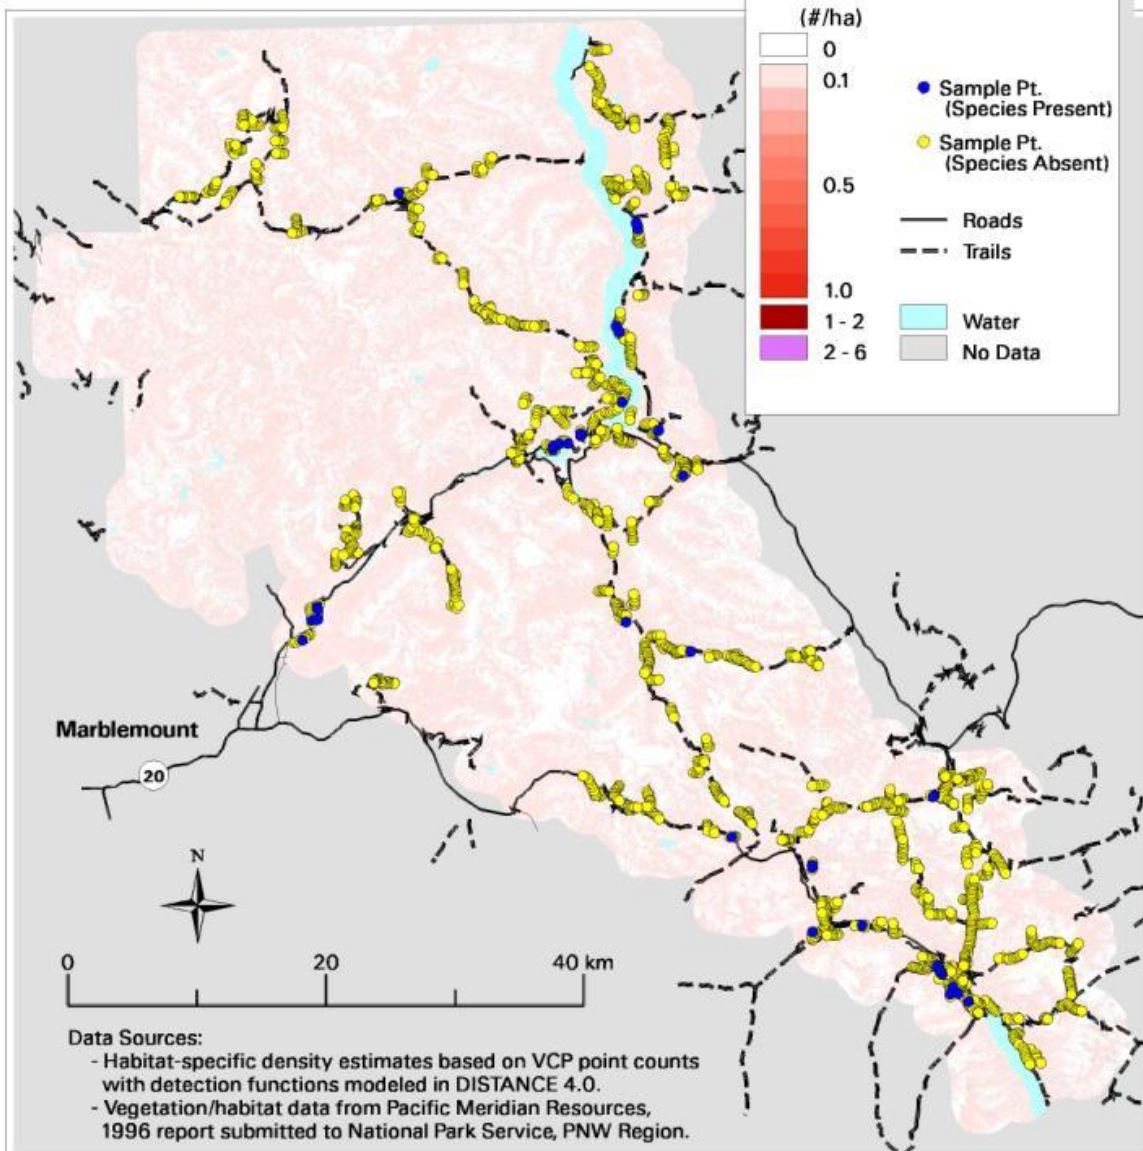 (#/ha)
0
0.1
0.5
1.0
1 - 2
2 - 6
Sample Pt.
(Species Present)
Sample Pt.
(Species Absent)
Roads
Trails
Water
No Data
Marblemount
20
N
0 20 40 km
Data Sources:
- Habitat-specific density estimates based on VCP point counts
with detection functions modeled in DISTANCE 4.0.
- Vegetation/habitat data from Pacific Meridian Resources,
1996 report submitted to National Park Service, PNW Region.